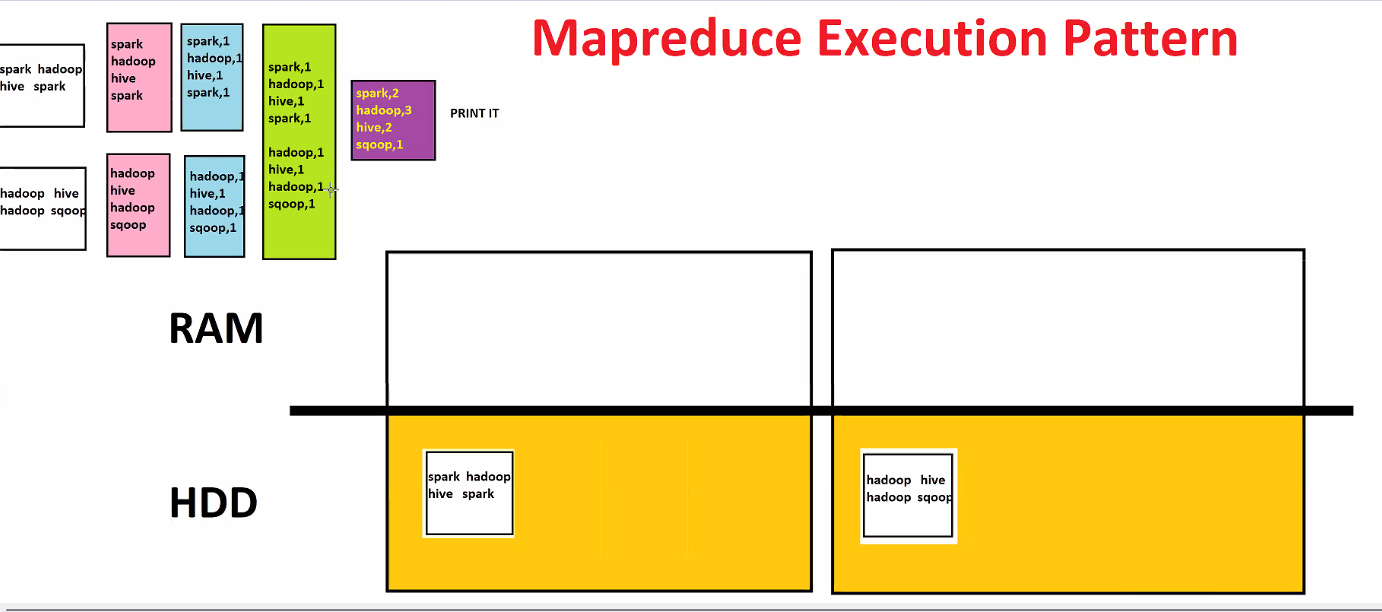 Mapreduce Execution Pattern
spark hadoop
hive spark
spark
hadoop
hive
spark
spark,1
hadoop,1
hive,1
spark,1
spark,1
hadoop,1
hive,1
spark,1
hadoop,1
hive,1
hadoop,1
sqoop,1
spark,2
hadoop,3
hive,2
sqoop,1
PRINT IT
hadoop hive
hadoop sqoop
hadoop
hive
hadoop
sqoop
hadoop,1
hive,1
hadoop,1
sqoop,1
RAM
HDD
spark hadoop
hive spark
hadoop hive
hadoop sqoop